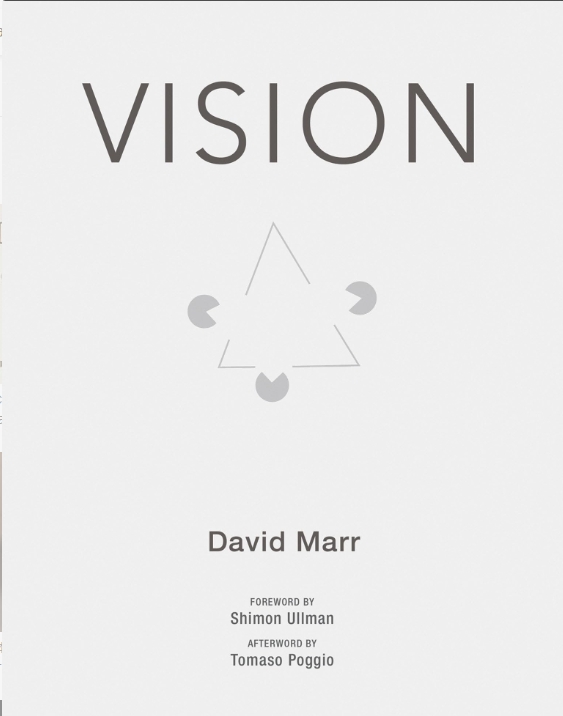 VISION
David Marr
FOREWORD BY
Shimon Ullman
AFTERWORD BY
Tomaso Poggio